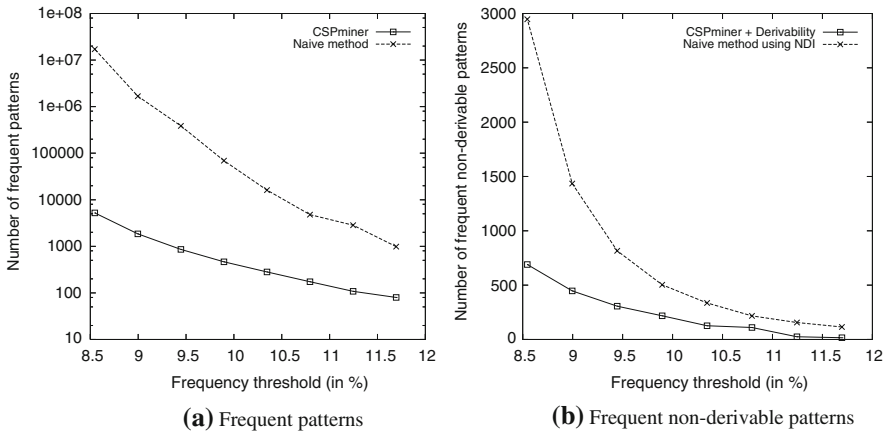 1e+08
1e+07
1e+06
100000
10000
1000
100
10
Number of frequent patterns
CSPminer
Naive method
8.5 9 9.5 10 10.5 11 11.5 12
Frequency threshold (in %)
(a) Frequent patterns
3000
2500
2000
1500
1000
500
0
Number of frequent non-derivable patterns
CSPminer + Derivability
Naive method using NDI
8.5 9 9.5 10 10.5 11 11.5 12
Frequency threshold (in %)
(b) Frequent non-derivable patterns